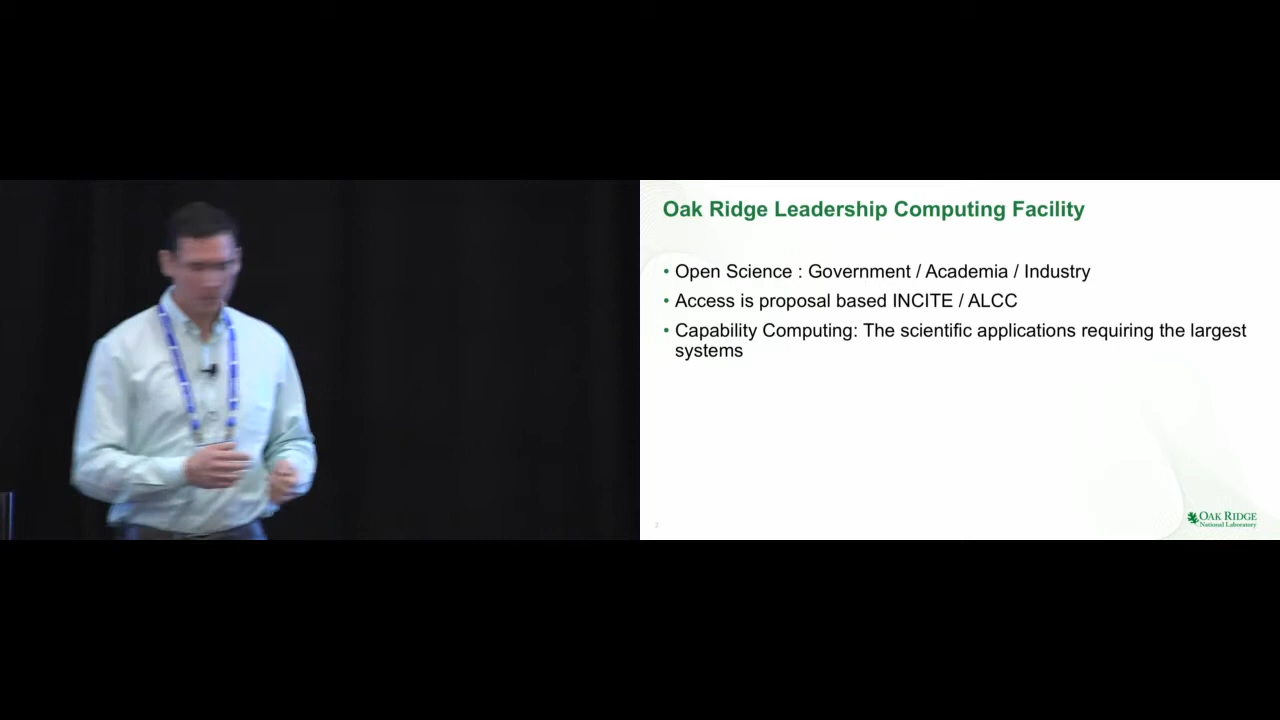 Oak Ridge Leadership Computing Facility
• Open Science : Government / Academia / Industry
• Access is proposal based INCITE / ALCC
• Capability Computing: The scientific applications requiring the largest
systems
2
OAK RIDGE
National Laboratory